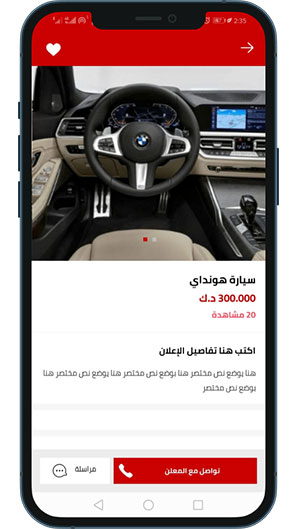 2:35
سيارة هونداي
300.000 د.ك
20 مشاهدة
اكتب هنا تفاصيل الإعلان
هنا يوضع نص مختصر هنا يوضع نص مختصر هنا يوضع نص مختصر هنا
يوضع نص مختصر
تواصل مع المعلن
مراسلة